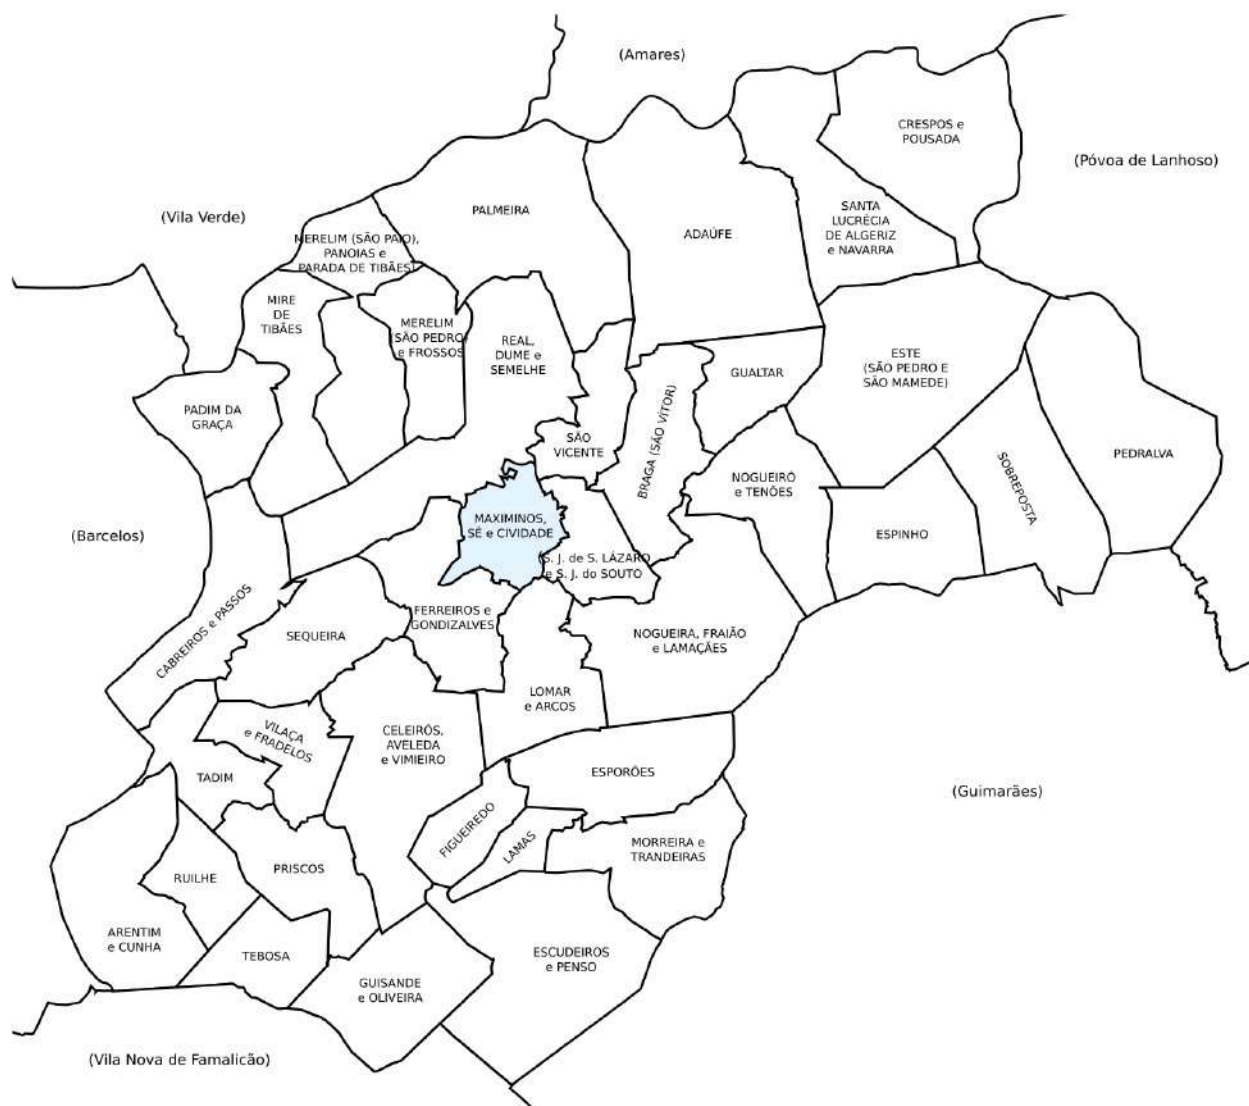 (Amares)
CRESPOS e
POUSADA
(Póvoa de Lanhoso)
(Vila Verde)
PALMEIRA
ADAÚFE
SANTA
LUCRÉCIA
DE ALGERIZ
e NAVARRA
MERELIM (SÃO PAIO),
PANOIAS e
PARADA DE TIBÃES)
MIRE
DE
TIBÃES
MERELIM
(SÃO PEDRO)
e FROSSOS
REAL,
DUME e
SEMELHE
GUALTAR
ESTE
(SÃO PEDRO E
SÃO MAMEDE)
PADIM DA
GRAÇA
SÃO
VICENTE
BRAGA (SÃO VÍTOR)
NOGUEIRÓ
e TENÕES
SOBREPOSTA
PEDRALVA
(Barcelos)
MAXIMINOS,
SÉ e CIVIDADE
ESPINHO
(S. J. de S. LÁZARO
e S. J. do SOUTO
CABREIROS e PASSOS
SEQUEIRA
FERREIROS e
GONDIZALVES
NOGUEIRA, FRAIÃO
e LAMAÇÃES
LOMAR
e ARCOS
VILAÇA
e FRADELOS
CELEIRÓS,
AVELEDA
e VIMIEIRO
TADIM
ESPORÕES
(Guimarães)
FIGUEIREDO
LAMAS
MORREIRA e
TRANDEIRAS
RUILHE
PRISCOS
ARENTIM
e CUNHA
TEBOSA
ESCUDEIROS
e PENSO
GUISANDE
e OLIVEIRA
(Vila Nova de Famalicão)